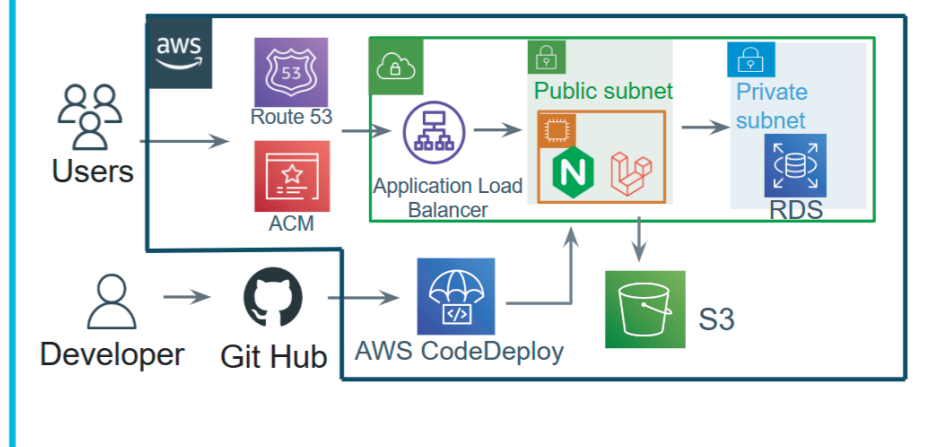 aws
53
Route 53
ACM
Users
Application Load
Balancer
Public subnet
N
Private
subnet
RDS
Developer
Git Hub
</>
AWS CodeDeploy
S3